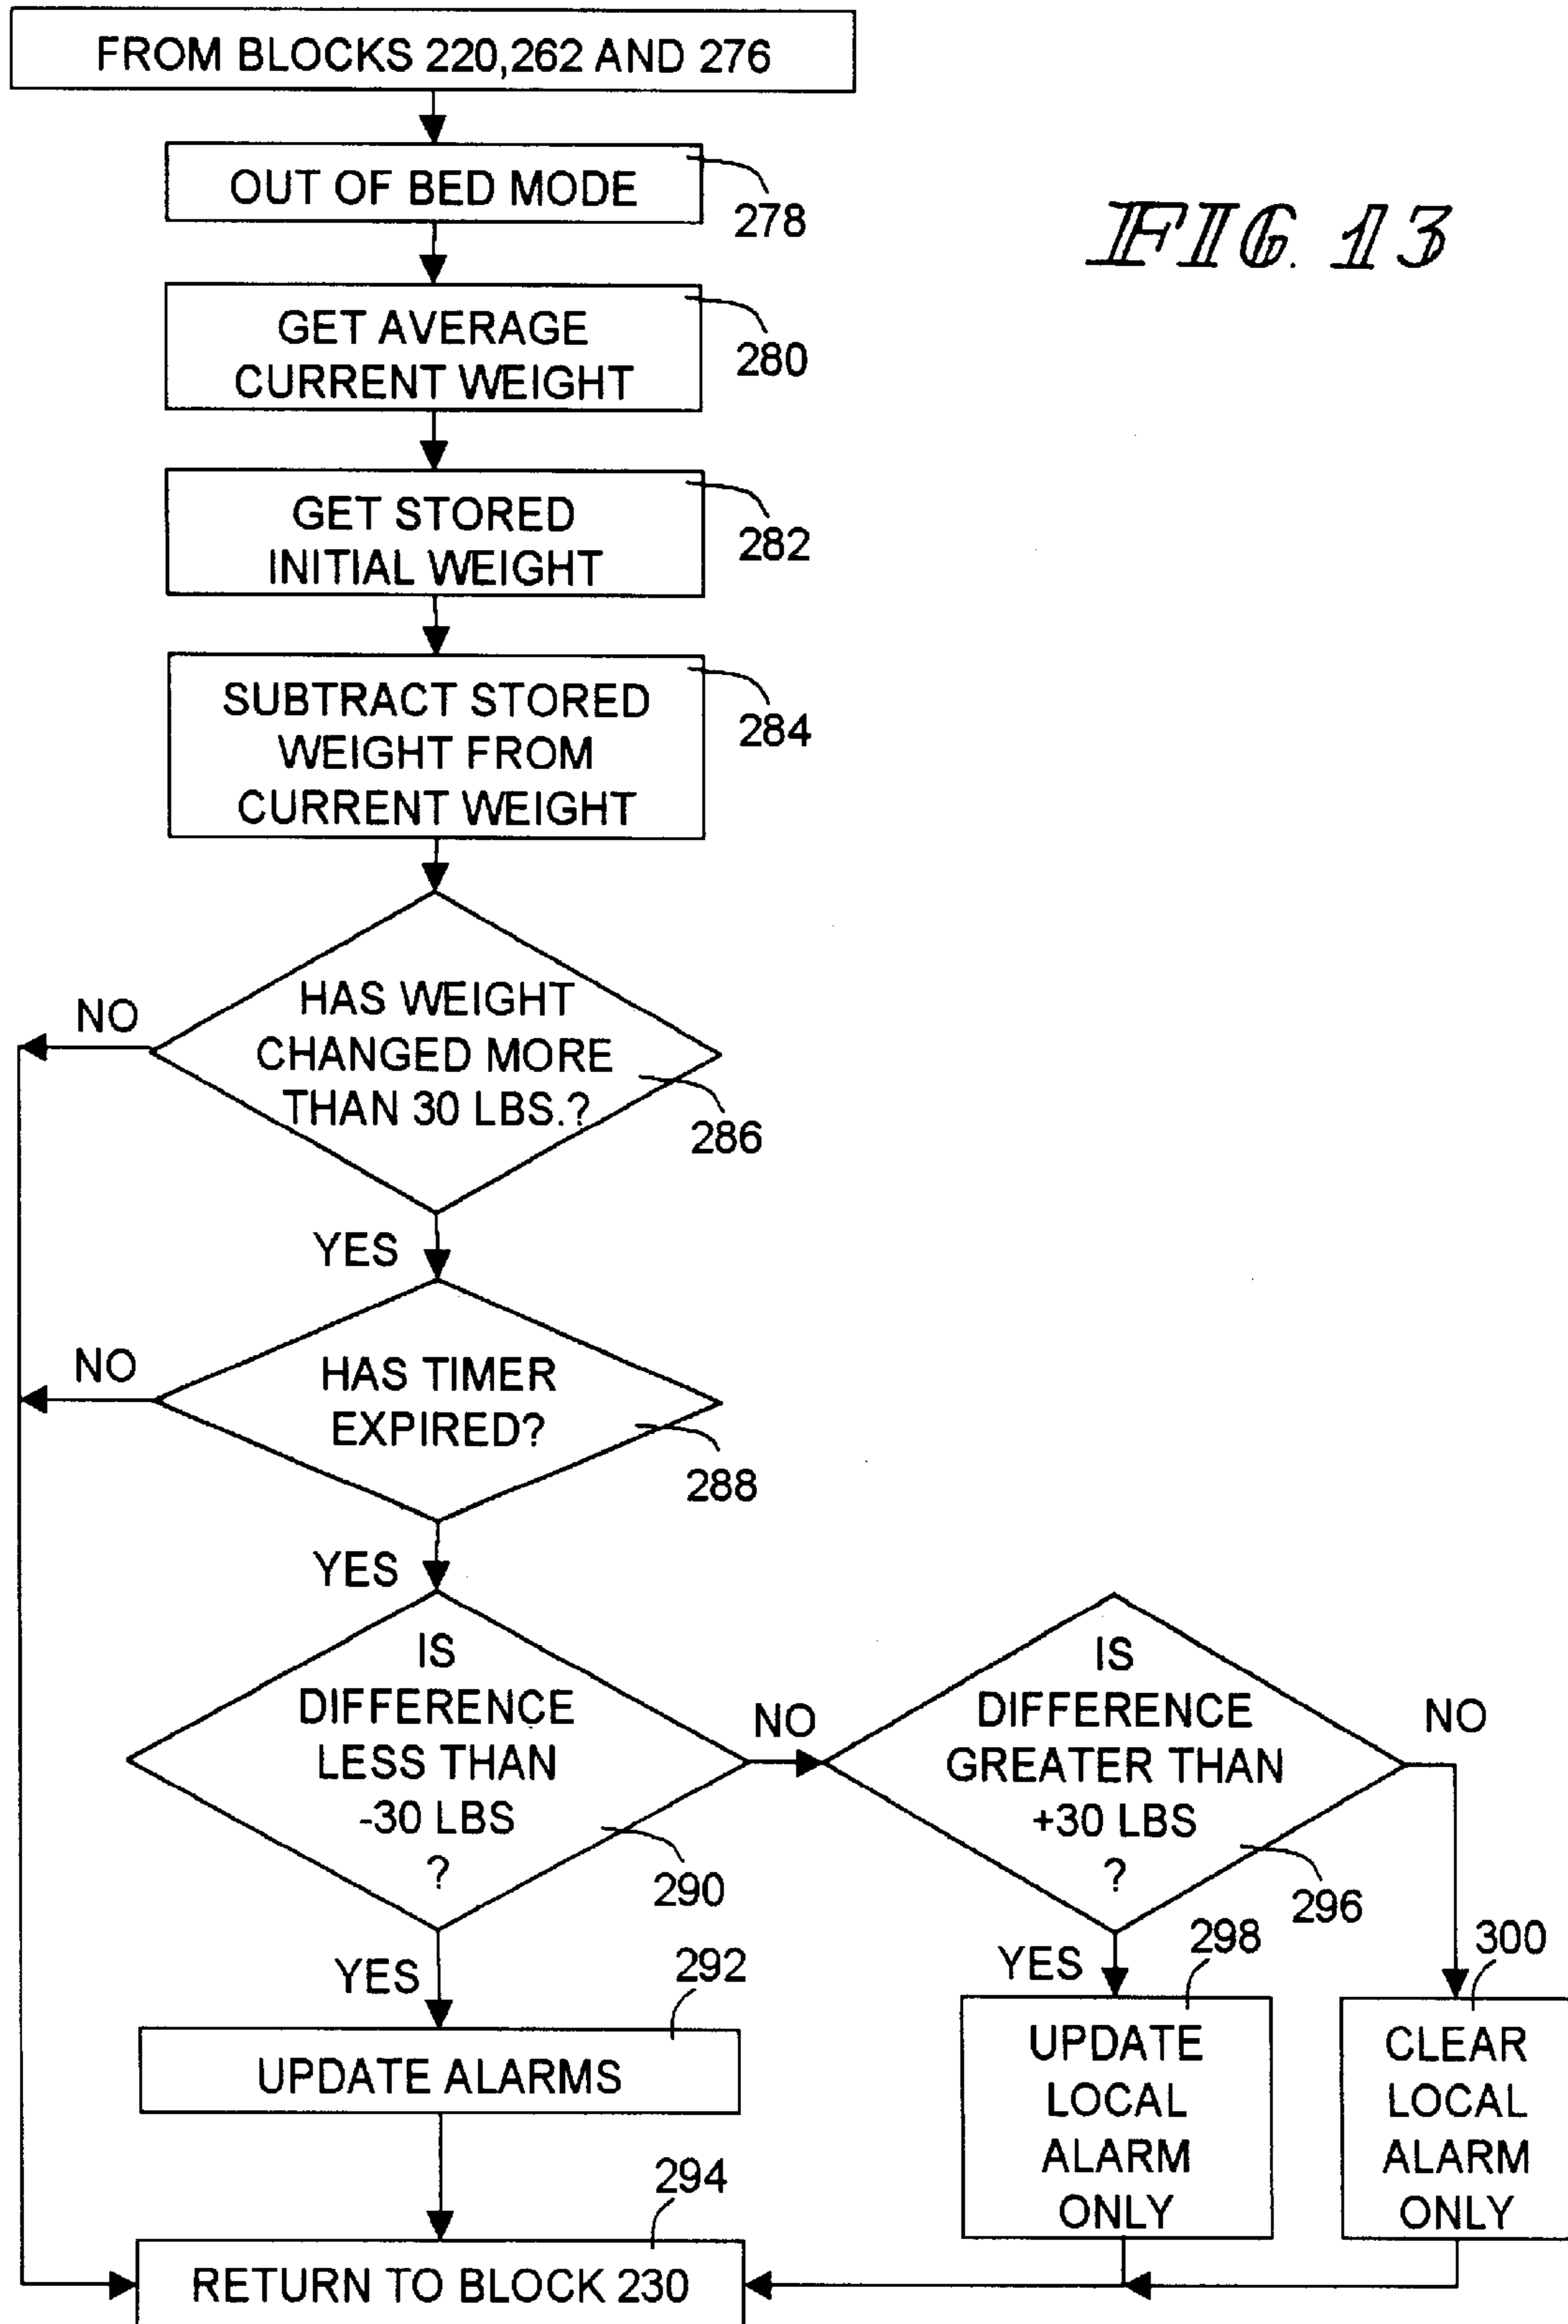 FROM BLOCKS 220,262 AND 276
OUT OF BED MODE
278
FIG. 13
GET AVERAGE
CURRENT WEIGHT
280
GET STORED
INITIAL WEIGHT
282
SUBTRACT STORED
WEIGHT FROM
CURRENT WEIGHT
284
HAS WEIGHT
CHANGED MORE
THAN 30 LBS.?
NO
286
YES
HAS TIMER
EXPIRED?
NO
288
YES
IS
DIFFERENCE
LESS THAN
-30 LBS
?
290
NO
IS
DIFFERENCE
GREATER THAN
+30 LBS
?
296
NO
YES
292
UPDATE ALARMS
YES
298
UPDATE
LOCAL
ALARM
ONLY
300
CLEAR
LOCAL
ALARM
ONLY
294
RETURN TO BLOCK 230